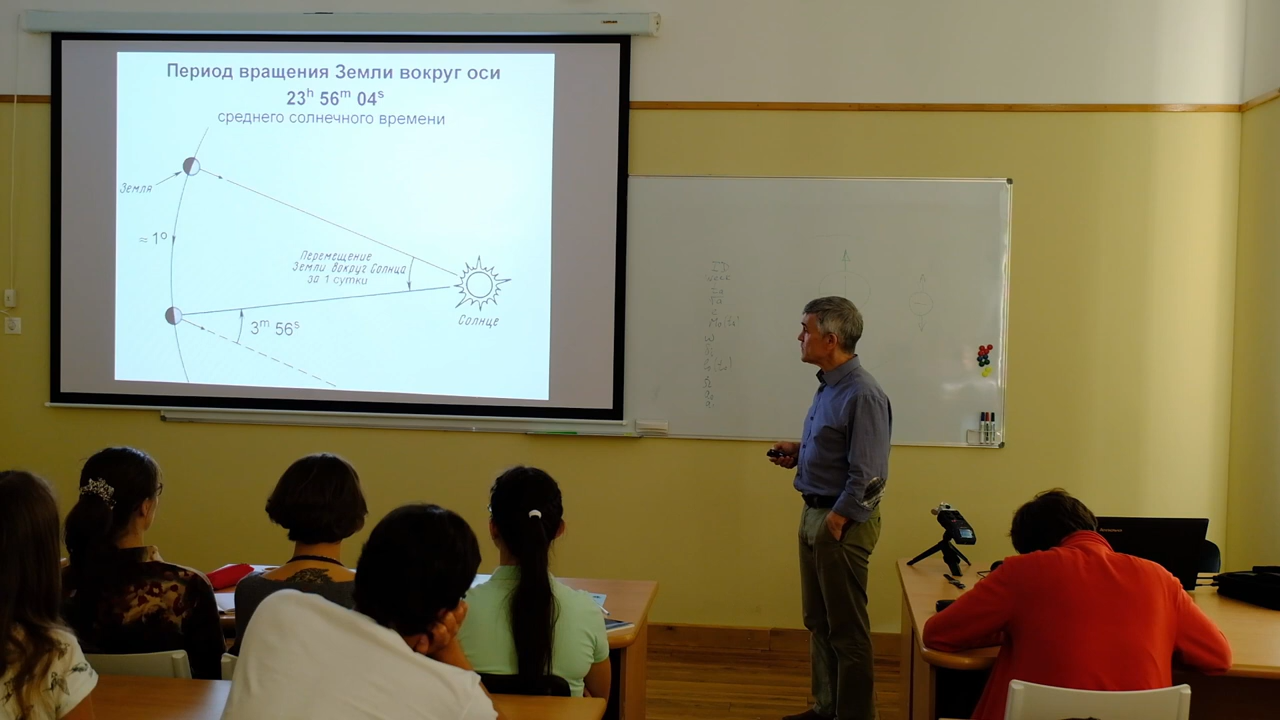 Период вращения Земли вокруг оси
23ʰ 56ᵐ 04ˢ
среднего солнечного времени
Земля
≈ 1º
Перемещение
Земли вокруг Солнца
за 1 сутки
3ᵐ 56ˢ
Солнце